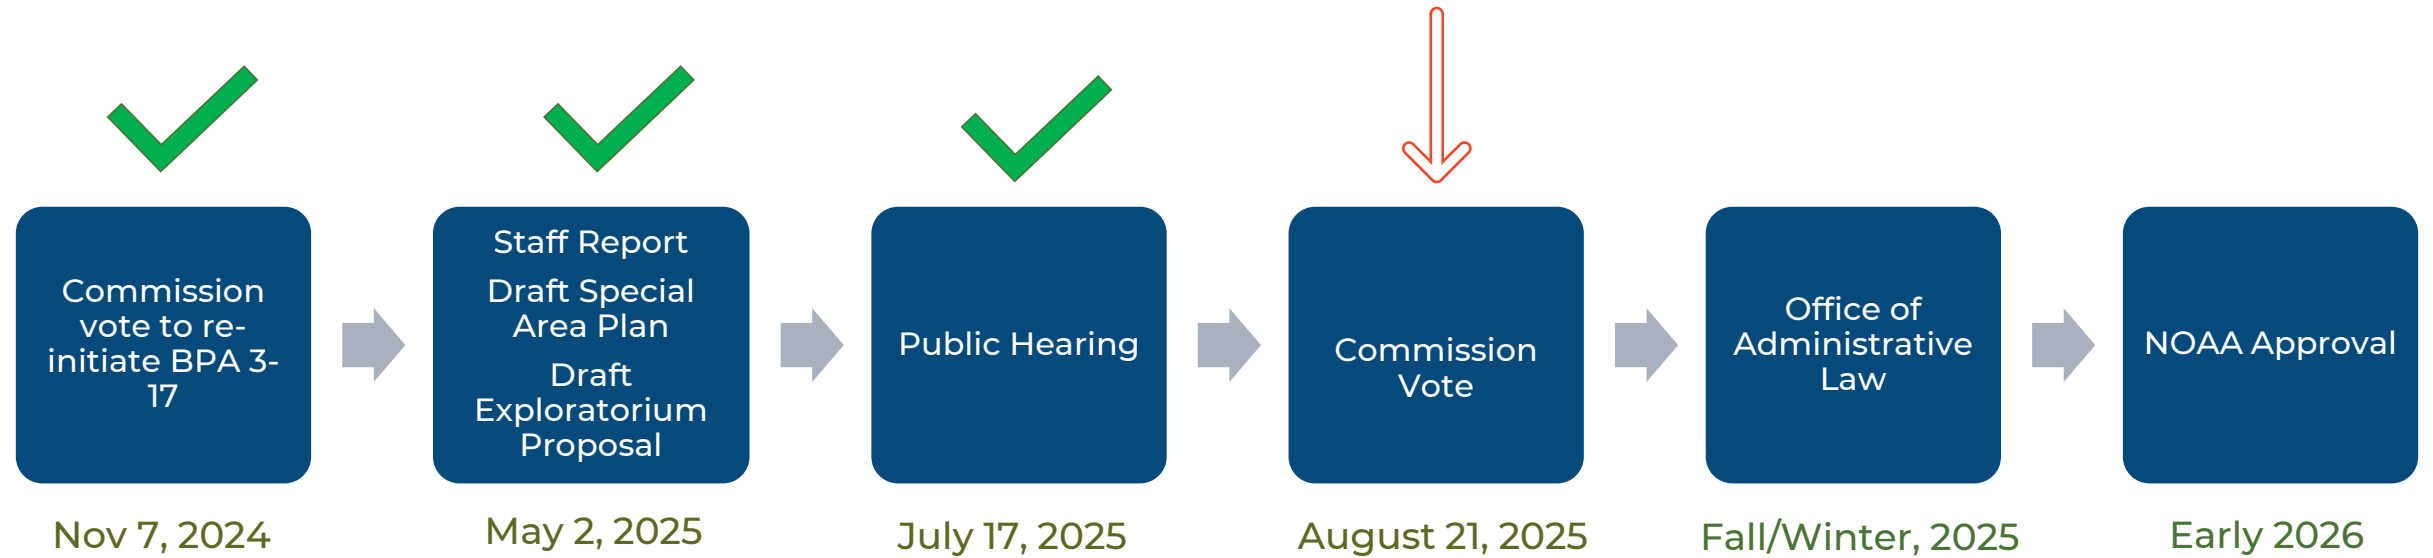 Commission
vote to re-
initiate BPA 3-
17
Nov 7, 2024
Staff Report
Draft Special
Area Plan
Draft
Exploratorium
Proposal
May 2, 2025
Public Hearing
July 17, 2025
Commission
Vote
August 21, 2025
Office of
Administrative
Law
Fall/Winter, 2025
NOAA Approval
Early 2026